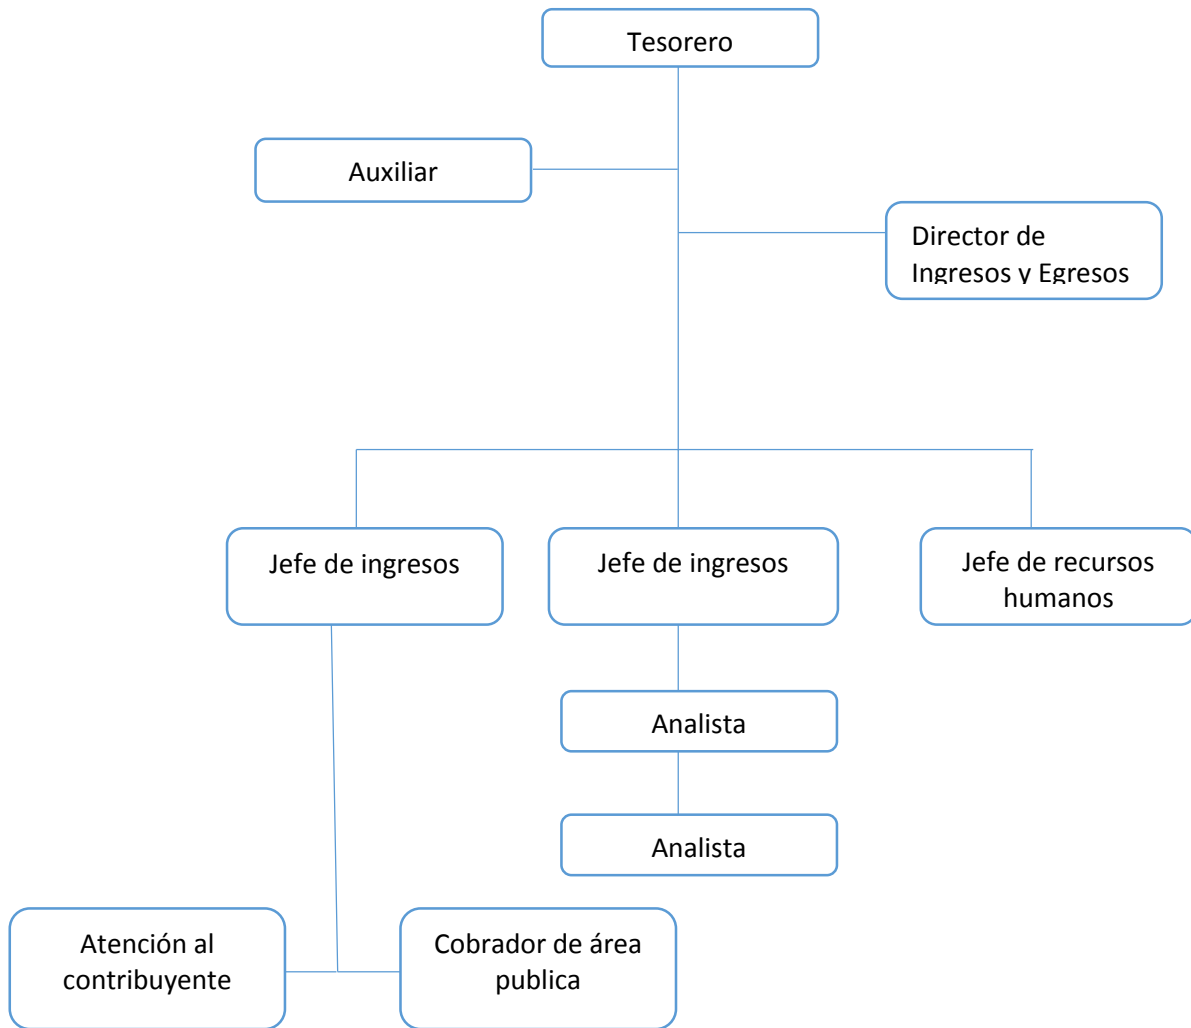 Tesorero
Auxiliar
Director de
Ingresos y Egresos
Jefe de ingresos
Jefe de ingresos
Jefe de recursos
humanos
Analista
Analista
Atención al
contribuyente
Cobrador de área
publica